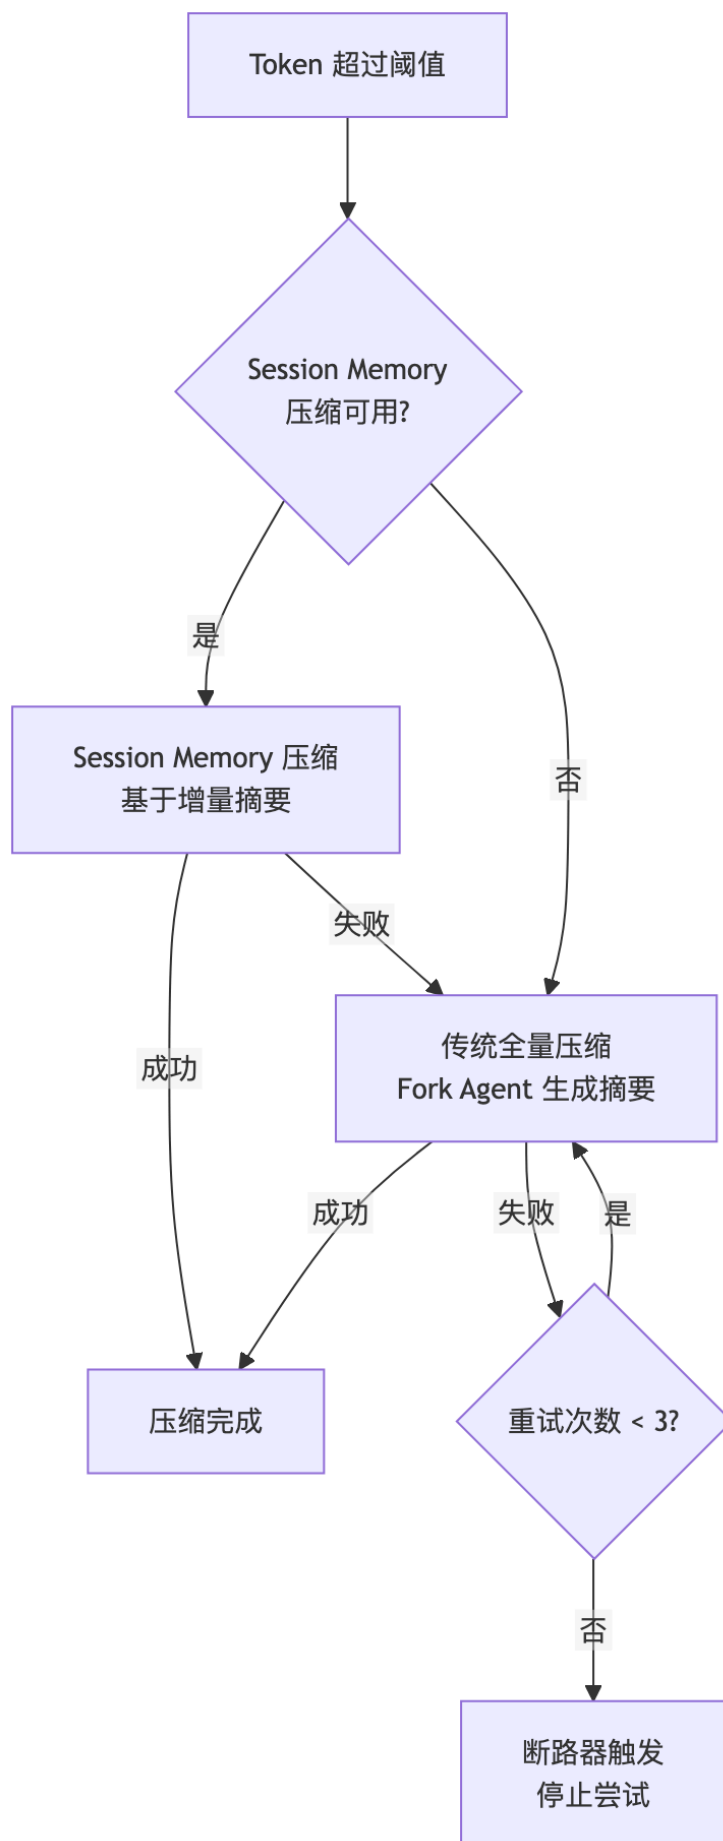 Token 超过阈值
Session Memory
压缩可用?
是
Session Memory 压缩
基于增量摘要
否
失败
传统全量压缩
Fork Agent 生成摘要
成功
成功
失败
是
压缩完成
重试次数 < 3?
否
断路器触发
停止尝试